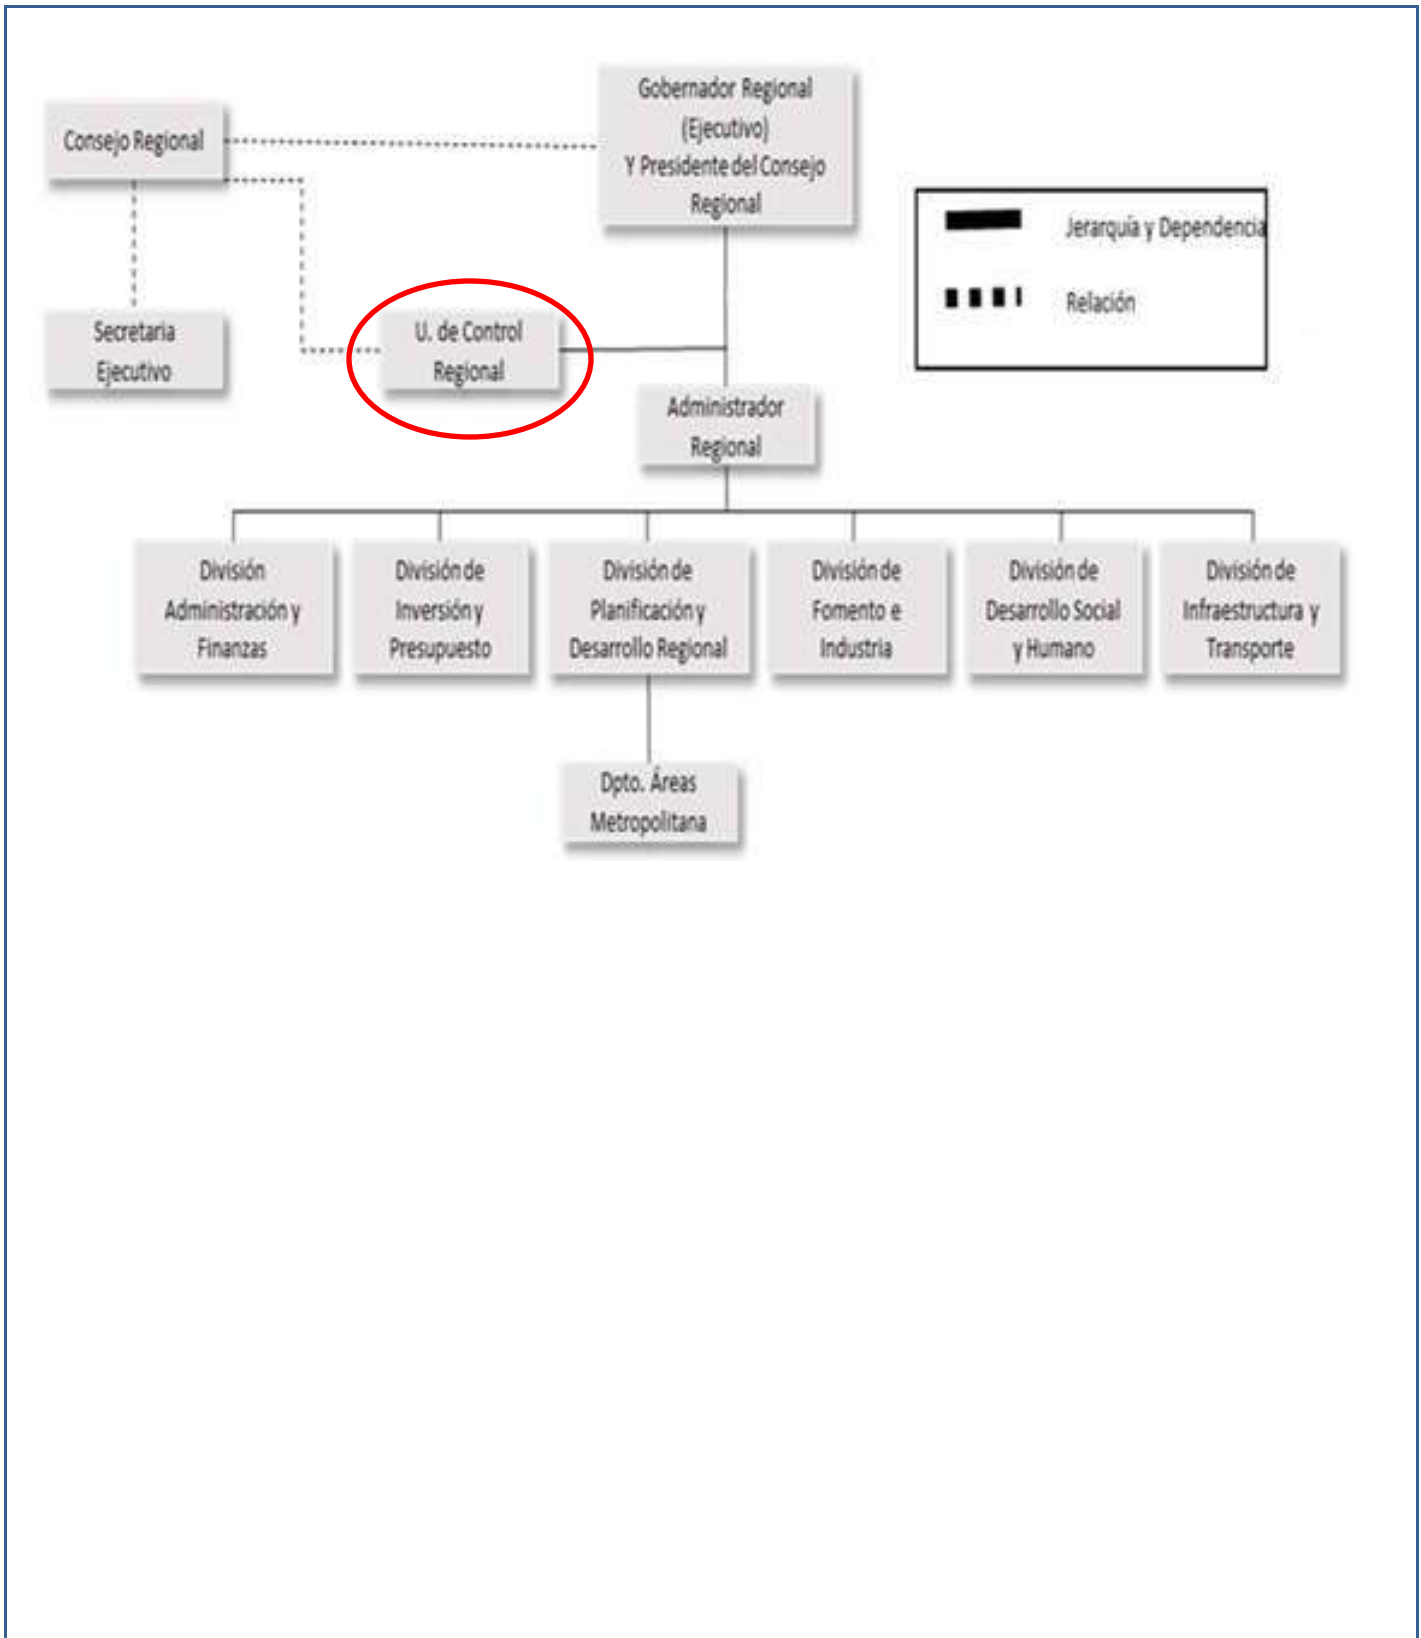 Gobernador Regional
(Ejecutivo)
Y Presidente del Consejo
Regional
Consejo Regional
Jerarquía y Dependencia
Relación
Secretaria
Ejecutivo
U. de Control
Regional
Administrador
Regional
División
Administración y
Finanzas
División de
Inversión y
Presupuesto
División de
Planificación y
Desarrollo Regional
División de
Fomento e
Industria
División de
Desarrollo Social
y Humano
División de
Infraestructura y
Transporte
Dpto. Áreas
Metropolitana